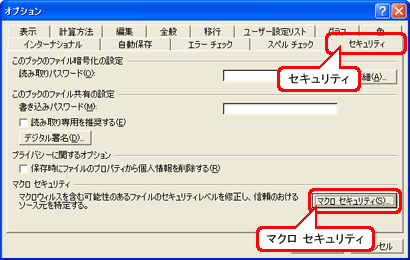 オプション
表示 計算方法 編集 全般 移行 ユーザー設定リスト グラフ 色
インターナショナル 自動保存 エラー チェック スペル チェック セキュリティ
このブックのファイル暗号化の設定
読み取りパスワード(O):
セキュリティ
細(A)...
このブックのファイル共有の設定
書き込みパスワード(M):
読み取り専用を推奨する(E)
デジタル署名(D)...
プライバシーに関するオプション
保存時にファイルのプロパティから個人情報を削除する(R)
マクロ セキュリティ
マクロウィルスを含む可能性のあるファイルのセキュリティレベルを修正し、信頼のおける
ソース元を特定する。
マクロ セキュリティ(S)...
マクロ セキュリティ
ンセル